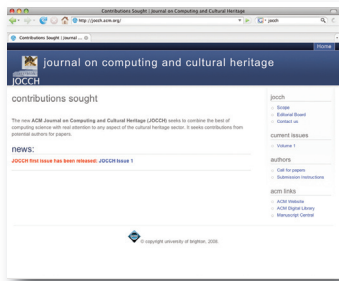 Contributions Sought | Journal on Computing and Cultural Heritage
http://jocch.acm.org/
jocch
Contributions Sought | Journal ...
Home
JOCCH
journal on computing and cultural heritage
contributions sought
The new ACM Journal on Computing and Cultural Heritage (JOCCH) seeks to combine the best of
computing science with real attention to any aspect of the cultural heritage sector. It seeks contributions from
potential authors for papers.
news:
JOCCH first issue has been released: JOCCH Issue 1
jocch
Scope
Editorial Board
Contact us
current issues
Volume 1
authors
Call for papers
Submission instructions
acm links
ACM Website
ACM Digital Library
Manuscript Central
© copyright university of brighton, 2008.